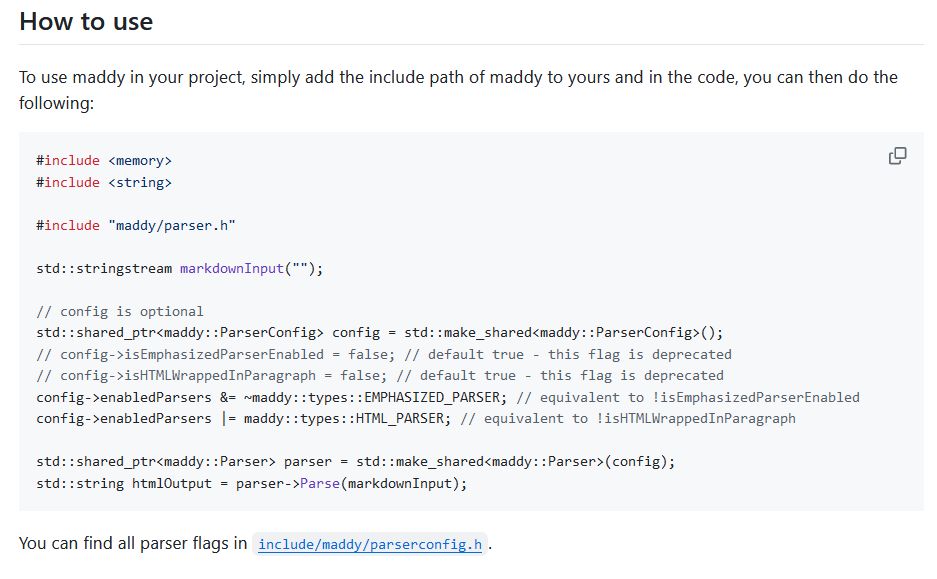 How to use
To use maddy in your project, simply add the include path of maddy to yours and in the code, you can then do the
following:
#include <memory>
#include <string>
#include "maddy/parser.h"
std::stringstream markdownInput("");
// config is optional
std::shared_ptr<maddy::ParserConfig> config = std::make_shared<maddy::ParserConfig>();
// config->isEmphasizedParserEnabled = false; // default true - this flag is deprecated
// config->isHTMLWrappedInParagraph = false; // default true - this flag is deprecated
config->enabledParsers &= ~maddy::types::EMPHASIZED_PARSER; // equivalent to !isEmphasizedParserEnabled
config->enabledParsers |= maddy::types::HTML_PARSER; // equivalent to !isHTMLWrappedInParagraph
std::shared_ptr<maddy::Parser> parser = std::make_shared<maddy::Parser>(config);
std::string htmlOutput = parser->Parse(markdownInput);
You can find all parser flags in include/maddy/parserconfig.h .